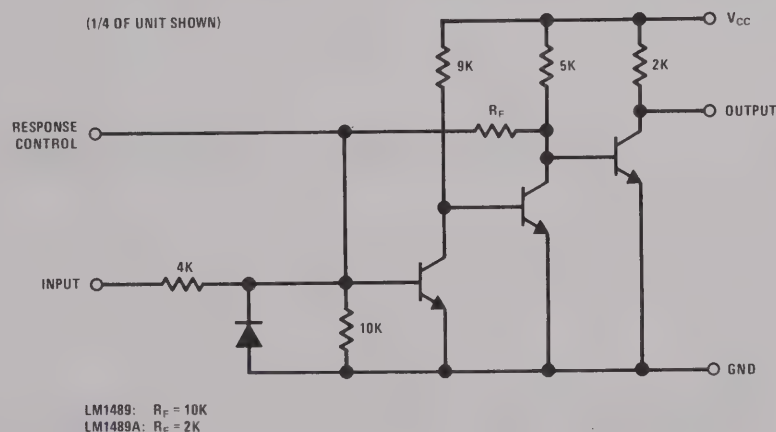 (1/4 OF UNIT SHOWN)
VCC
9K
5K
2K
RF
OUTPUT
RESPONSE
CONTROL
4K
INPUT
10K
GND
LM1489: RF = 10K
LM1489A: RF = 2K